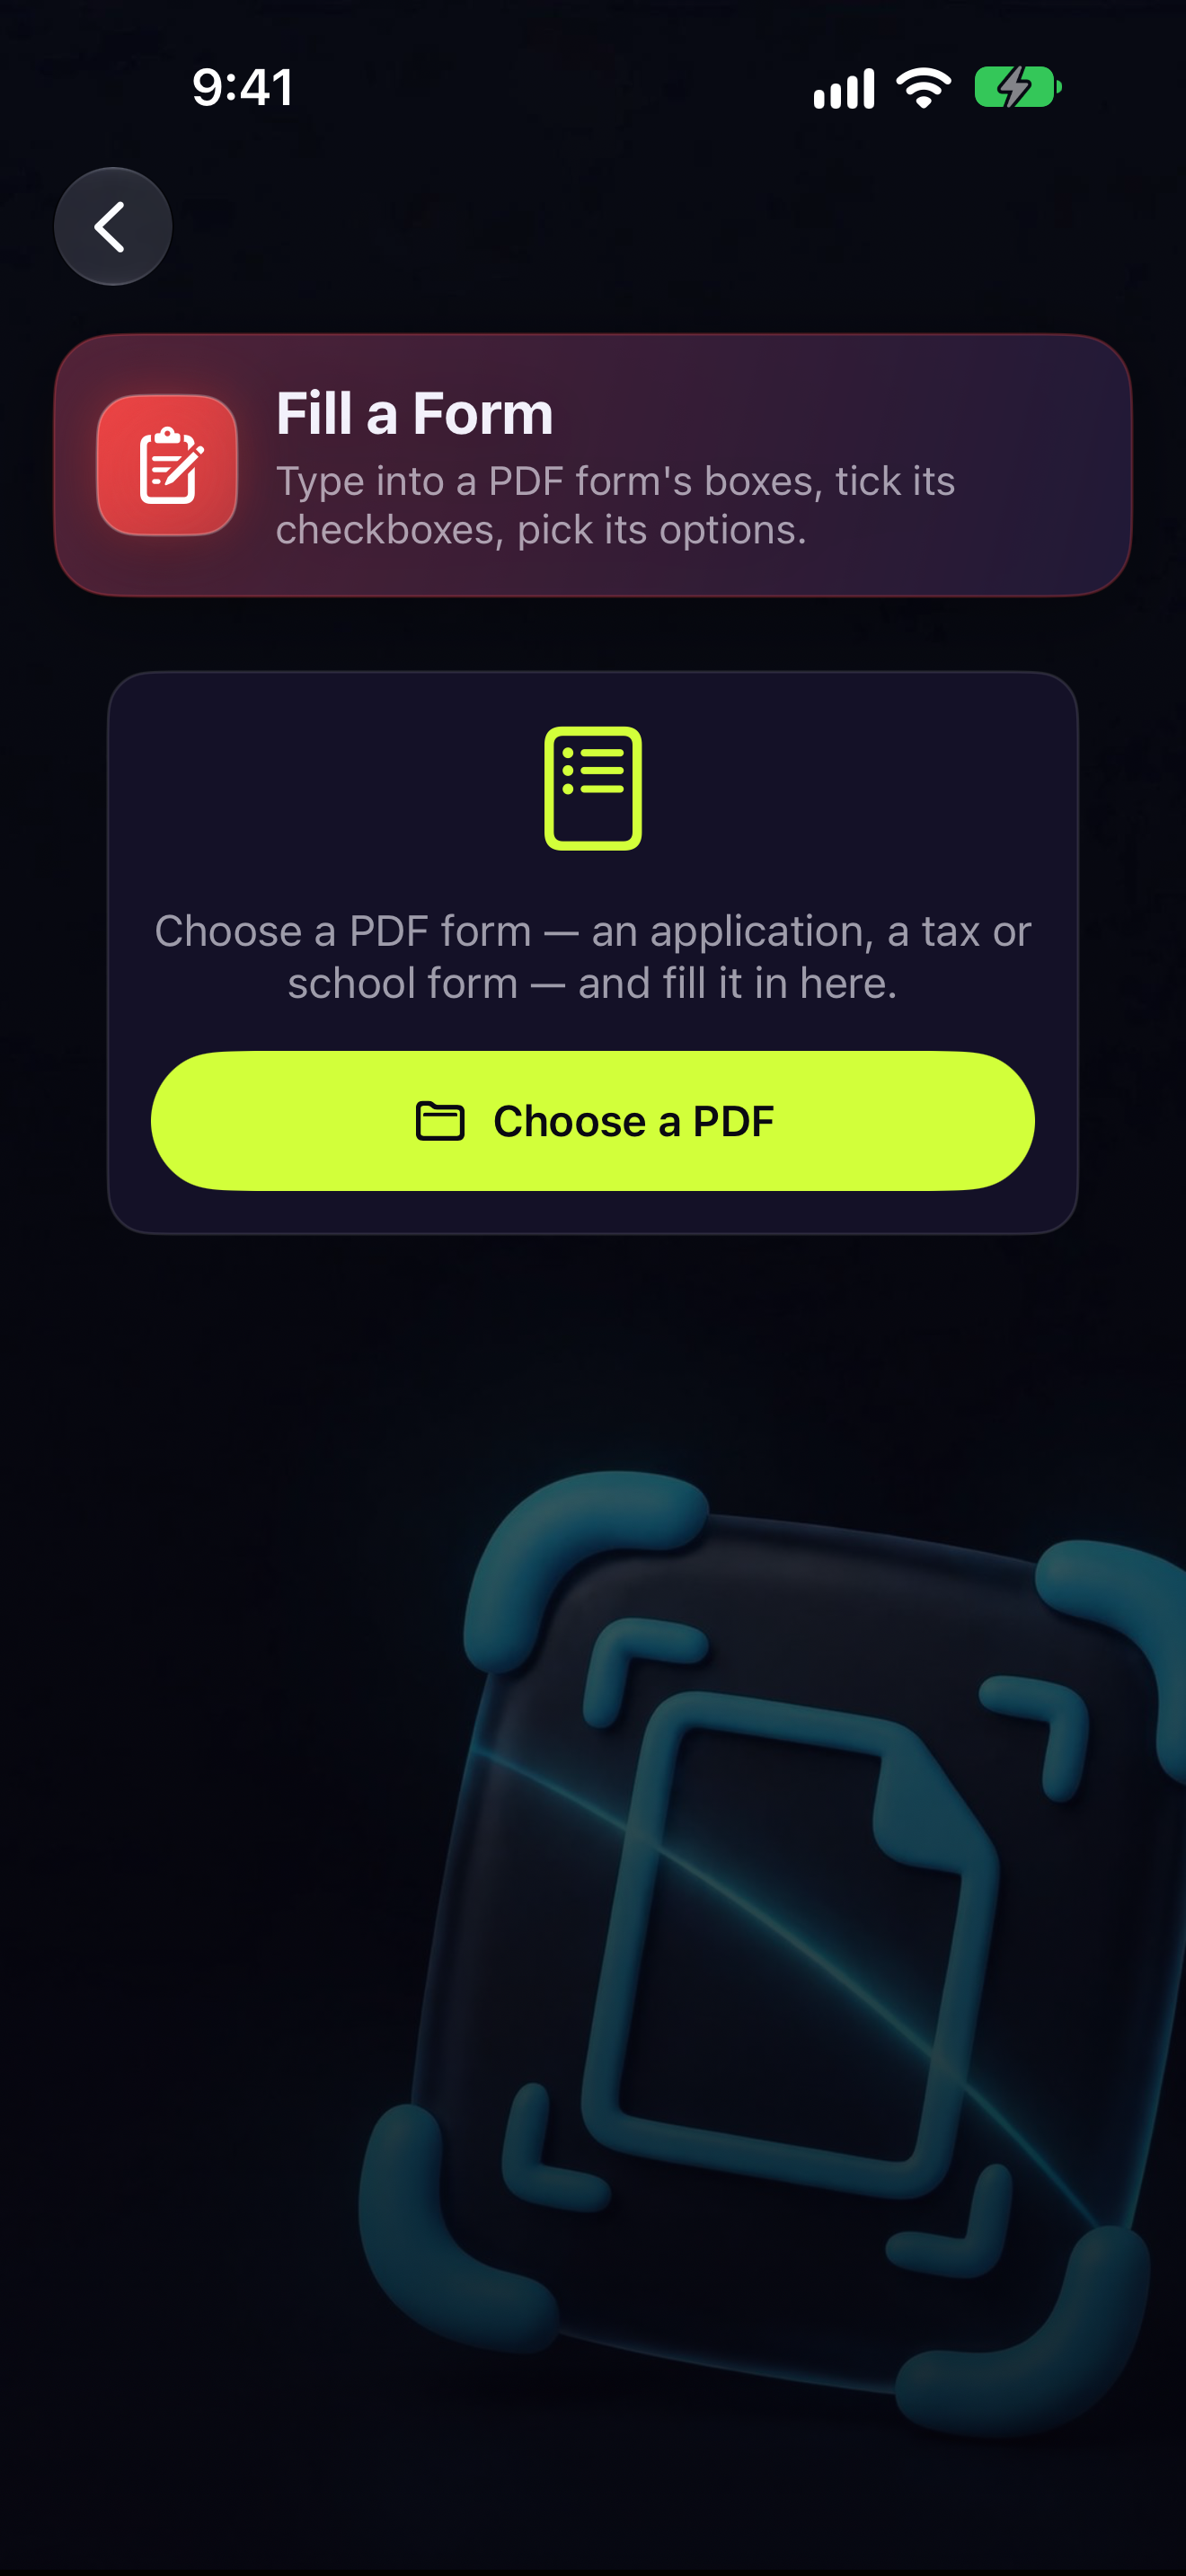 9:41
Fill a Form
Type into a PDF form's boxes, tick its
checkboxes, pick its options.
Choose a PDF form — an application, a tax or
school form — and fill it in here.
Choose a PDF